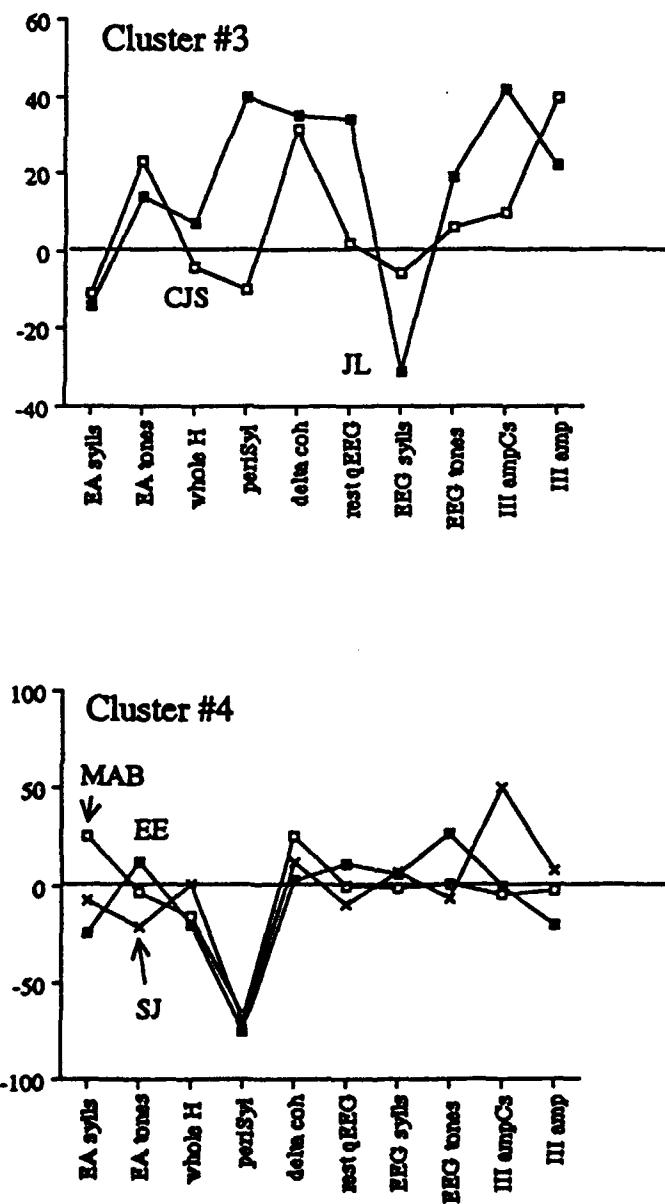 Cluster #3
60
40
20
0
-20
-40
CJS
JL
EA sylls
EA tones
whole H
periSyl
delta coh
rest qEEG
EEG sylls
EEG tones
III ampCs
III amp
Cluster #4
100
50
0
-50
-100
MAB
EE
SJ
EA sylls
EA tones
whole H
periSyl
delta coh
rest qEEG
EEG sylls
EEG tones
III ampCs
III amp